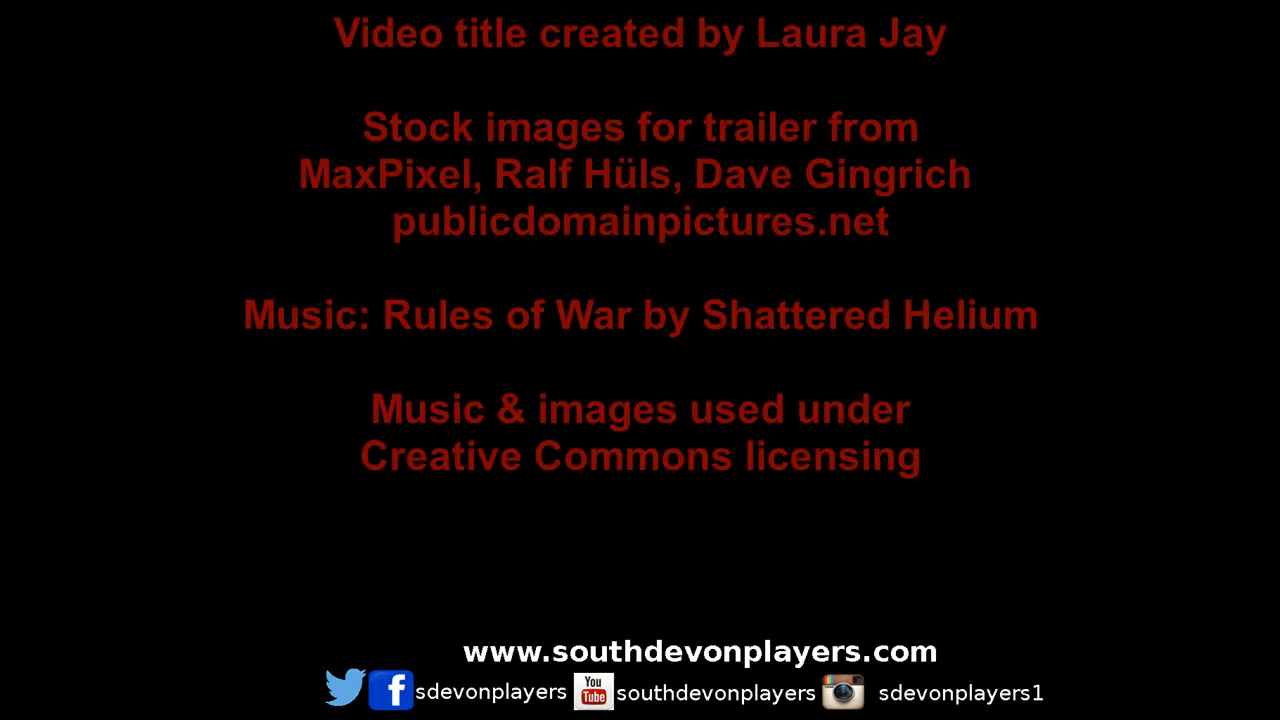 Video title created by Laura Jay
Stock images for trailer from
MaxPixel, Ralf Hüls, Dave Gingrich
publicdomainpictures.net
Music: Rules of War by Shattered Helium
Music & images used under
Creative Commons licensing
www.southdevonplayers.com
f sdevonplayers You Tube southdevonplayers sdevonplayers1